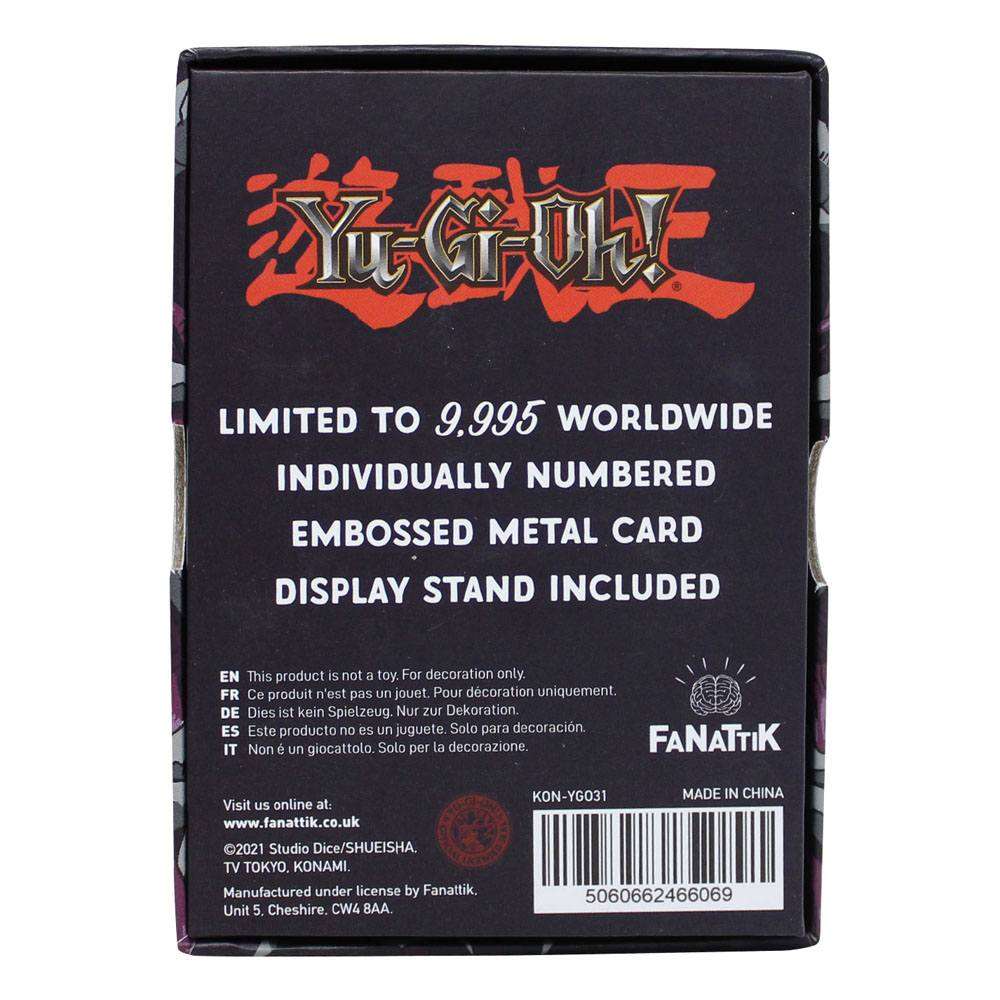 遊戯王
Yu-Gi-Oh!
®
LIMITED TO 9,995 WORLDWIDE
INDIVIDUALLY NUMBERED
EMBOSSED METAL CARD
DISPLAY STAND INCLUDED
EN This product is not a toy. For decoration only.
FR Ce produit n'est pas un jouet. Pour décoration uniquement.
DE Dies ist kein Spielzeug. Nur zur Dekoration.
ES Este producto no es un juguete. Solo para decoración.
IT Non é un giocattolo. Solo per la decorazione.
FANATTIK
Visit us online at:
www.fanattik.co.uk
©2021 Studio Dice/SHUEISHA,
TV TOKYO, KONAMI.
Manufactured under license by Fanattik,
Unit 5, Cheshire, CW4 8AA.
KON-YGO31 MADE IN CHINA
5060662466069